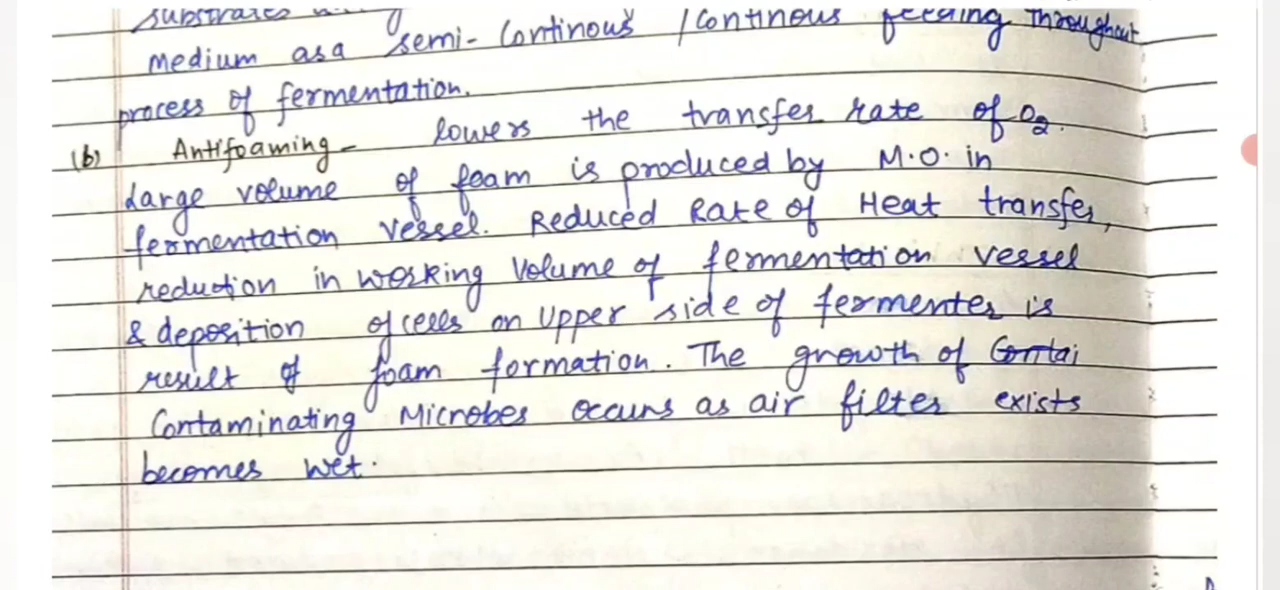 substrates
medium as a semi-Continous /Continous feeding throughout
process of fermentation.
(b) Antifoaming - lowers the transfer rate of O2.
Large volume of foam is produced by M.O. in
fermentation vessel. Reduced Rate of Heat transfer,
reduction in working Volume of fermentation vessel
& deposition of cells on Upper side of fermenter is
result of foam formation. The growth of Contai
Contaminating Microbes occurs as air filter exists
becomes wet.